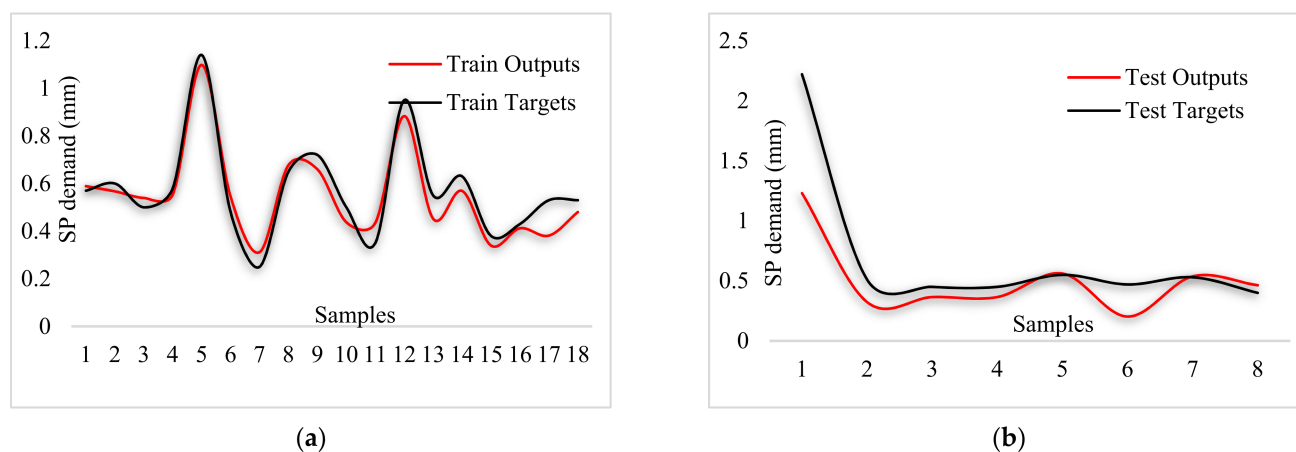 1.2
1
0.8
0.6
0.4
0.2
0
SP demand (mm)
Train Outputs
Train Targets
Samples
1 2 3 4 5 6 7 8 9 10 11 12 13 14 15 16 17 18
(a)
2.5
2
1.5
1
0.5
0
SP demand (mm)
Test Outputs
Test Targets
Samples
1 2 3 4 5 6 7 8
(b)